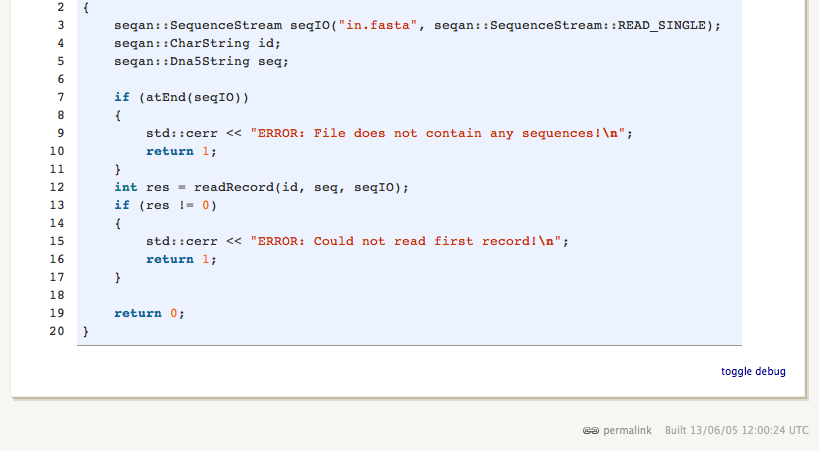 2 {
3     seqan::SequenceStream seqIO("in.fasta", seqan::SequenceStream::READ_SINGLE);
4     seqan::CharString id;
5     seqan::Dna5String seq;
6
7     if (atEnd(seqIO))
8     {
9         std::cerr << "ERROR: File does not contain any sequences!\n";
10         return 1;
11     }
12     int res = readRecord(id, seq, seqIO);
13     if (res != 0)
14     {
15         std::cerr << "ERROR: Could not read first record!\n";
16         return 1;
17     }
18
19     return 0;
20 }
toggle debug
permalink Built 13/06/05 12:00:24 UTC